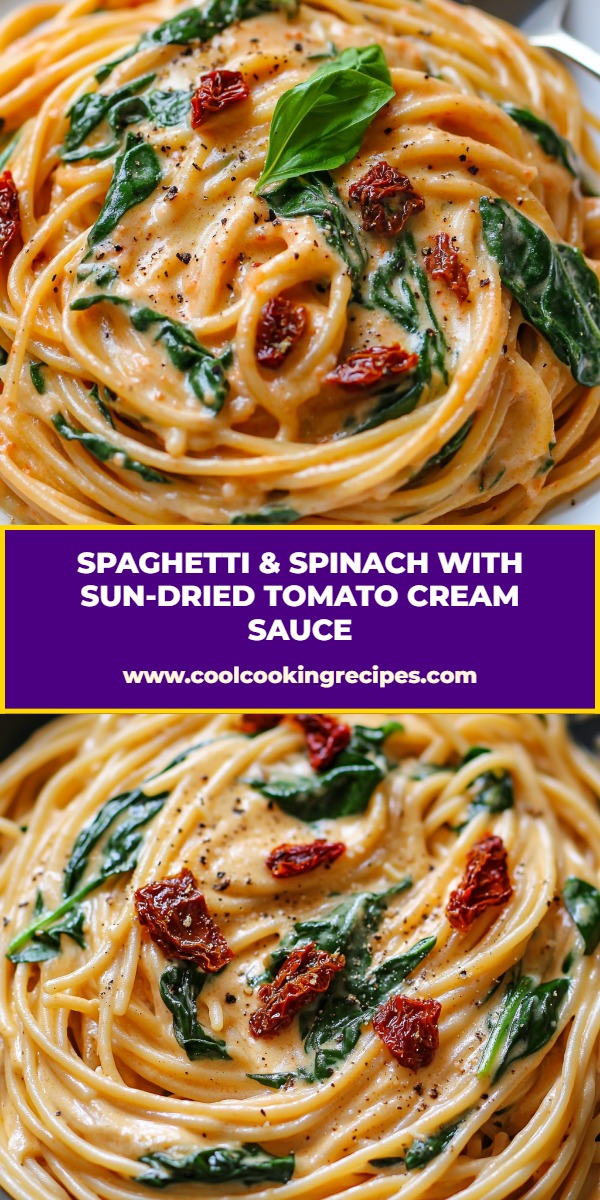 SPAGHETTI & SPINACH WITH
SUN-DRIED TOMATO CREAM
SAUCE
www.coolcookingrecipes.com